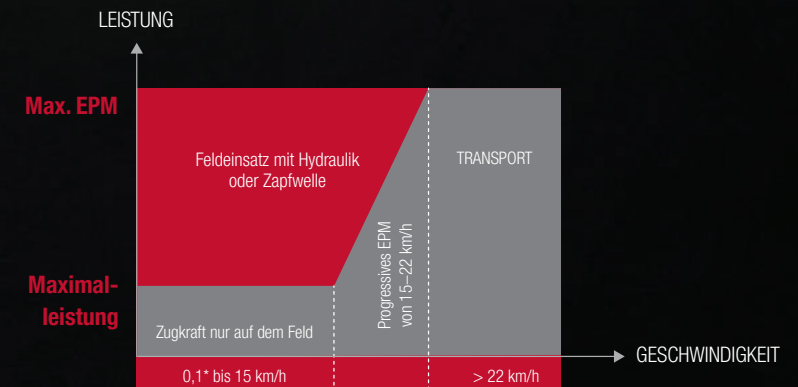 LEISTUNG
Max. EPM
Feldeinsatz mit Hydraulik
oder Zapfwelle
TRANSPORT
Progressives EPM
von 15–22 km/h
Maximal-
leistung
Zugkraft nur auf dem Feld
GESCHWINDIGKEIT
0,1* bis 15 km/h
> 22 km/h